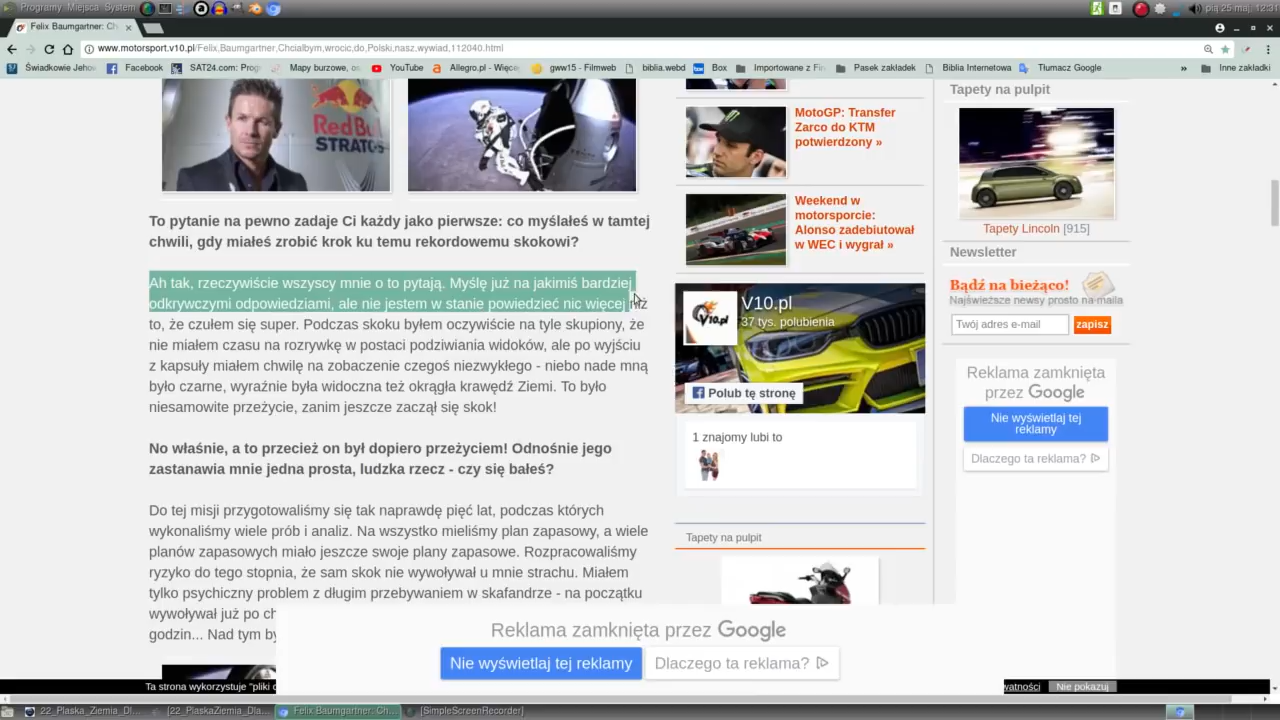 Programy Miejsca System
pią 25 maj, 12:31
Felix Baumgartner: Ch
www.motorsport.v10.pl/Felix,Baumgartner,Chcialbym,wrocic,do,Polski,nasz,wywiad,112040.html
Świadkowie Jehow
Facebook
SAT24.com: Prog
Mapy burzowe, os
YouTube
Allegro.pl - Więce
gww15 - Filmweb
biblia.webd
Box
Importowane z Fir
Pasek zakładek
Biblia Internetowa
Tłumacz Google
»
Inne zakładki
Red Bull
STRATOS
To pytanie na pewno zadaje Ci każdy jako pierwsze: co myślałeś w tamtej
chwili, gdy miałeś zrobić krok ku temu rekordowemu skokowi?
Ah tak, rzeczywiście wszyscy mnie o to pytają. Myślę już na jakimiś bardziej
odkrywczymi odpowiedziami, ale nie jestem w stanie powiedzieć nic więcej niż
to, że czułem się super. Podczas skoku byłem oczywiście na tyle skupiony, że
nie miałem czasu na rozrywkę w postaci podziwiania widoków, ale po wyjściu
z kapsuły miałem chwilę na zobaczenie czegoś niezwykłego - niebo nade mną
było czarne, wyraźnie była widoczna też okrągła krawędź Ziemi. To było
niesamowite przeżycie, zanim jeszcze zaczął się skok!
No właśnie, a to przecież on był dopiero przeżyciem! Odnośnie jego
zastanawia mnie jedna prosta, ludzka rzecz - czy się bałeś?
Do tej misji przygotowaliśmy się tak naprawdę pięć lat, podczas których
wykonaliśmy wiele prób i analiz. Na wszystko mieliśmy plan zapasowy, a wiele
planów zapasowych miało jeszcze swoje plany zapasowe. Rozpracowaliśmy
ryzyko do tego stopnia, że sam skok nie wywoływał u mnie strachu. Miałem
tylko psychiczny problem z długim przebywaniem w skafandrze - na początku
wywoływał już po ch
godzin... Nad tym by
MotoGP: Transfer
Zarco do KTM
potwierdzony »
Weekend w
motorsporcie:
Alonso zadebiutował
w WEC i wygrał »
V10.pl
V10.pl
37 tys. polubienia
Polub tę stronę
1 znajomy lubi to
Tapety na pulpit
Tapety na pulpit
Tapety Lincoln [915]
Newsletter
Bądź na bieżąco!
Najświeższe newsy prosto na maila
Twój adres e-mail
zapisz
Reklama zamknięta
przez Google
Nie wyświetlaj tej
reklamy
Dlaczego ta reklama?
Reklama zamknięta przez Google
Nie wyświetlaj tej reklamy
Dlaczego ta reklama?
Ta strona wykorzystuje "pliki c
watności
Nie pokazuj
22_Plaska_Ziemia_Dl...
[22_PlaskaZiemia_Dla...
Felix Baumgartner: Ch...
[SimpleScreenRecorder]